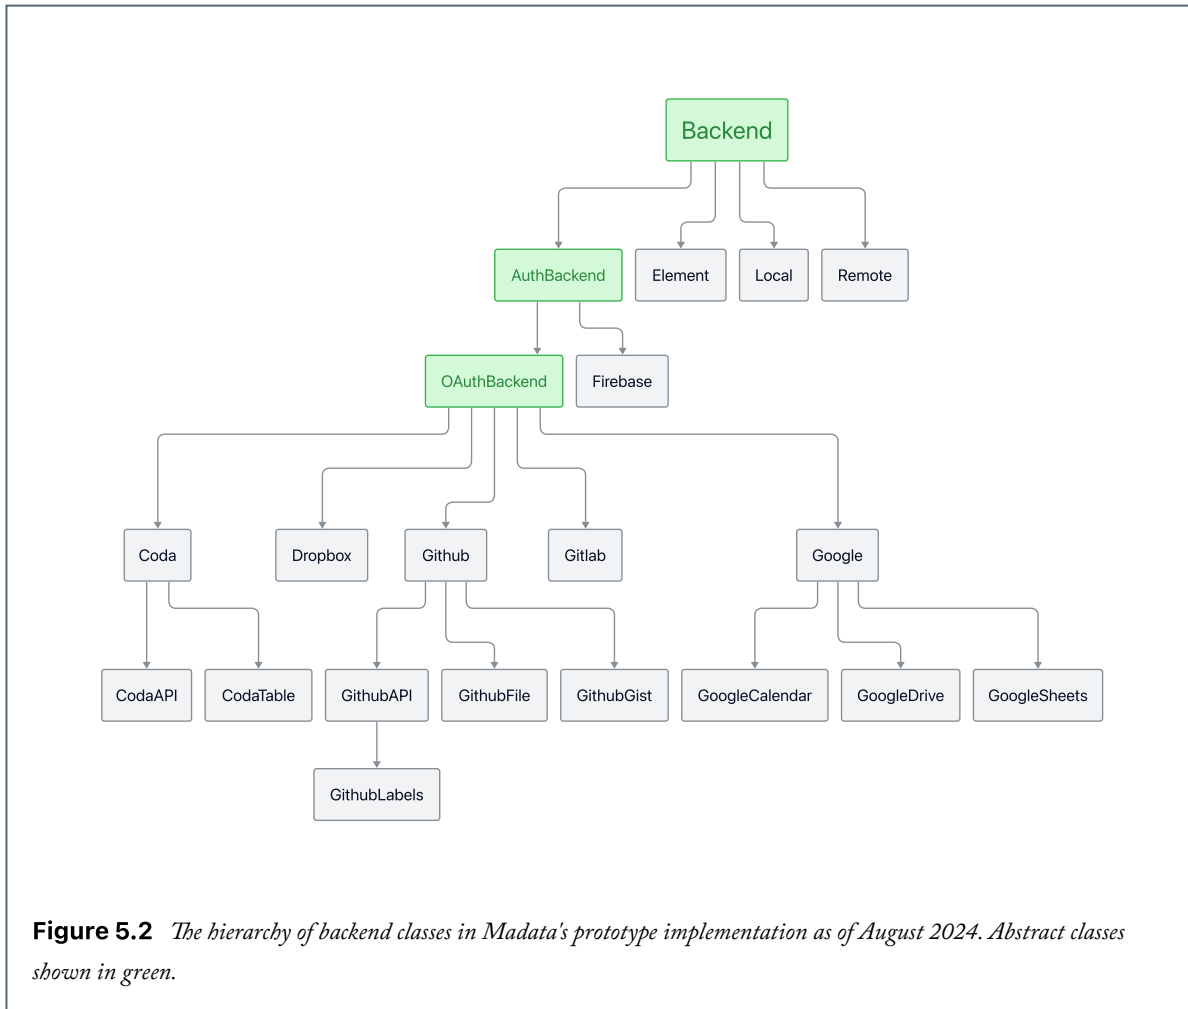 Backend
AuthBackend
Element
Local
Remote
OAuthBackend
Firebase
Coda
Dropbox
Github
Gitlab
Google
CodaAPI
CodaTable
GithubAPI
GithubFile
GithubGist
GoogleCalendar
GoogleDrive
GoogleSheets
GithubLabels
Figure 5.2 The hierarchy of backend classes in Madata's prototype implementation as of August 2024. Abstract classes
shown in green.